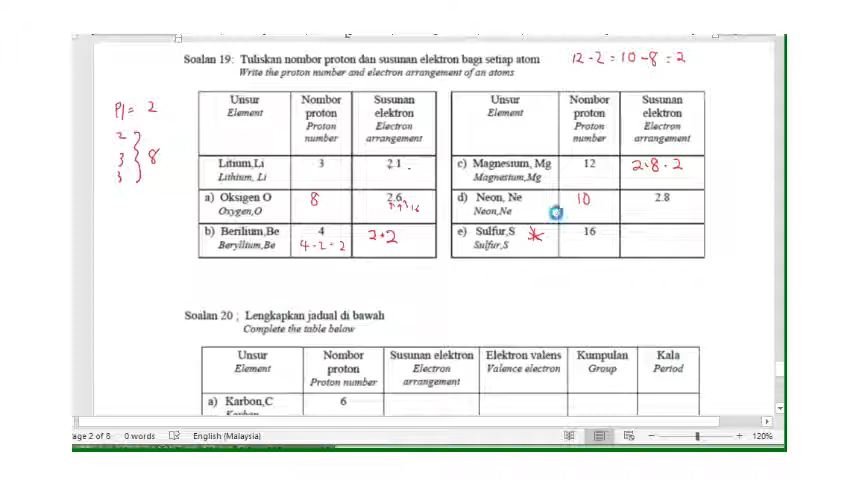 Soalan 19: Tuliskan nombor proton dan susunan elektron bagi setiap atom
Write the proton number and electron arrangement of an atoms
12 - 2 = 10 - 8 = 2
2
2
3
3
8
Unsur
Element
Nombor proton
Proton number
Susunan elektron
Electron arrangement
Litium,Li
Lithium, Li
3
2.1
a) Oksigen O
Oxygen,O
8
2.6
16
b) Berilium,Be
Beryllium,Be
4
4 - 2 = 2
2 . 2
Unsur
Element
Nombor proton
Proton number
Susunan elektron
Electron arrangement
c) Magnesium, Mg
Magnesium,Mg
12
2.8.2
d) Neon, Ne
Neon,Ne
10
2.8
e) Sulfur,S
Sulfur,S
16
Soalan 20 ; Lengkapkan jadual di bawah
Complete the table below
Unsur
Element
Nombor proton
Proton number
Susunan elektron
Electron arrangement
Elektron valens
Valence electron
Kumpulan
Group
Kala
Period
a) Karbon,C
6
Karbon
age 2 of 8 0 words English (Malaysia) 120%